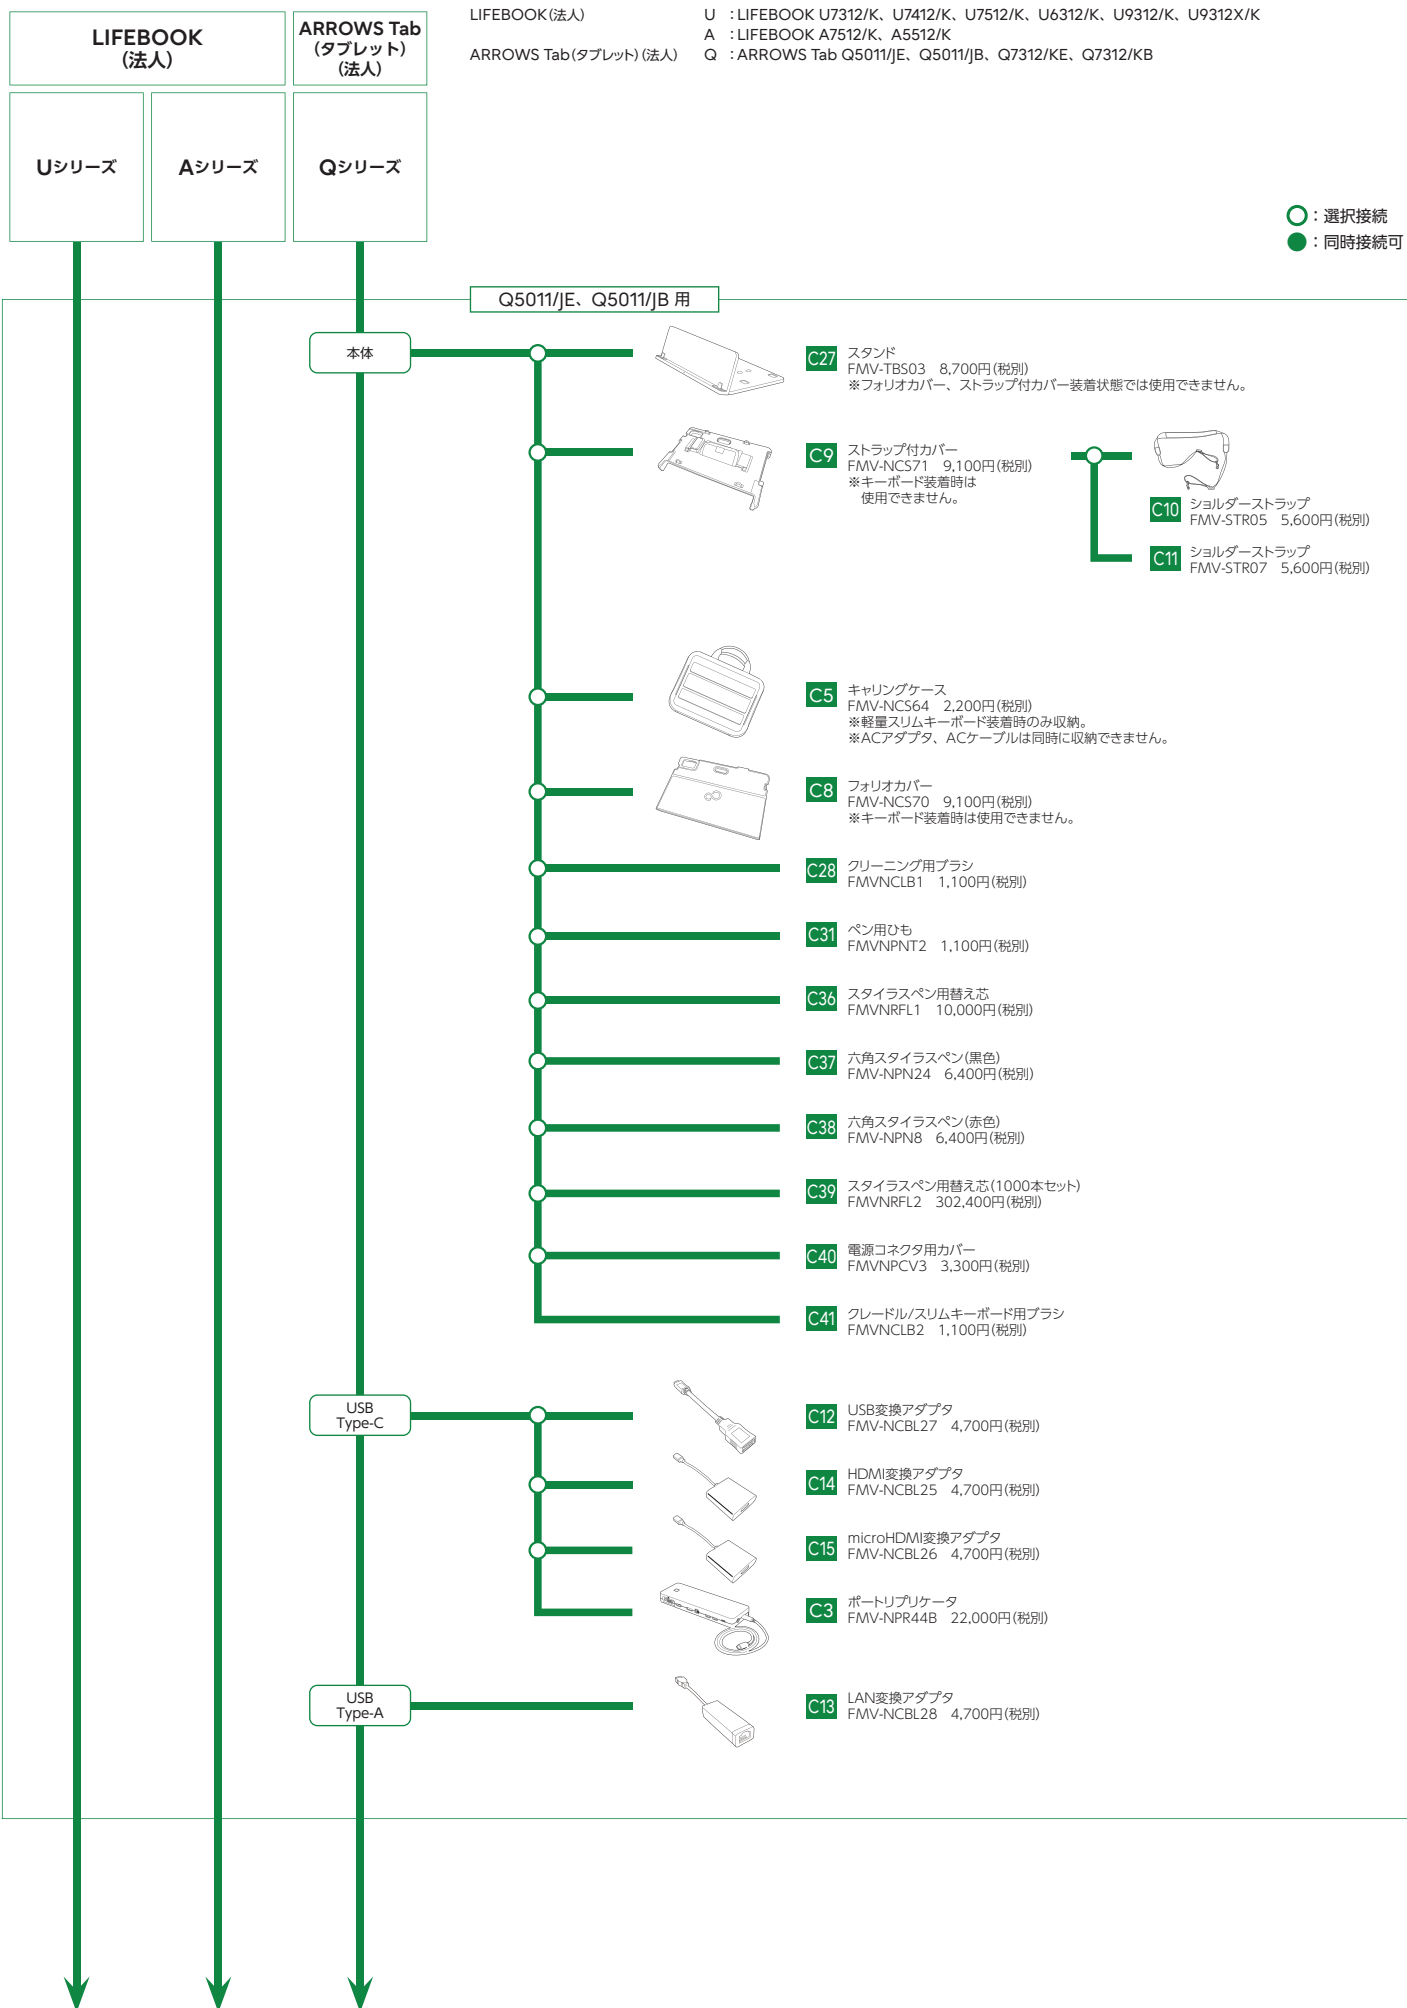 LIFEBOOK
(法人)
ARROWS Tab
(タブレット)
(法人)
LIFEBOOK(法人) U :LIFEBOOK U7312/K、U7412/K、U7512/K、U6312/K、U9312/K、U9312X/K
A :LIFEBOOK A7512/K、A5512/K
ARROWS Tab(タブレット)(法人) Q :ARROWS Tab Q5011/JE、Q5011/JB、Q7312/KE、Q7312/KB
Uシリーズ
Aシリーズ
Qシリーズ
:選択接続
:同時接続可
Q5011/JE、Q5011/JB 用
本体
C27 スタンド
FMV-TBS03 8,700円(税別)
※フォリオカバー、ストラップ付カバー装着状態では使用できません。
C9 ストラップ付カバー
FMV-NCS71 9,100円(税別)
※キーボード装着時は
使用できません。
C10 ショルダーストラップ
FMV-STR05 5,600円(税別)
C11 ショルダーストラップ
FMV-STR07 5,600円(税別)
C5 キャリングケース
FMV-NCS64 2,200円(税別)
※軽量スリムキーボード装着時のみ収納。
※ACアダプタ、ACケーブルは同時に収納できません。
C8 フォリオカバー
FMV-NCS70 9,100円(税別)
※キーボード装着時は使用できません。
C28 クリーニング用ブラシ
FMVNCLB1 1,100円(税別)
C31 ペン用ひも
FMVNPNT2 1,100円(税別)
C36 スタイラスペン用替え芯
FMVNRFL1 10,000円(税別)
C37 六角スタイラスペン(黒色)
FMV-NPN24 6,400円(税別)
C38 六角スタイラスペン(赤色)
FMV-NPN8 6,400円(税別)
C39 スタイラスペン用替え芯(1000本セット)
FMVNRFL2 302,400円(税別)
C40 電源コネクタ用カバー
FMVNPCV3 3,300円(税別)
C41 クレードル/スリムキーボード用ブラシ
FMVNCLB2 1,100円(税別)
USB
Type-C
C12 USB変換アダプタ
FMV-NCBL27 4,700円(税別)
C14 HDMI変換アダプタ
FMV-NCBL25 4,700円(税別)
C15 microHDMI変換アダプタ
FMV-NCBL26 4,700円(税別)
C3 ポートリプリケータ
FMV-NPR44B 22,000円(税別)
USB
Type-A
C13 LAN変換アダプタ
FMV-NCBL28 4,700円(税別)